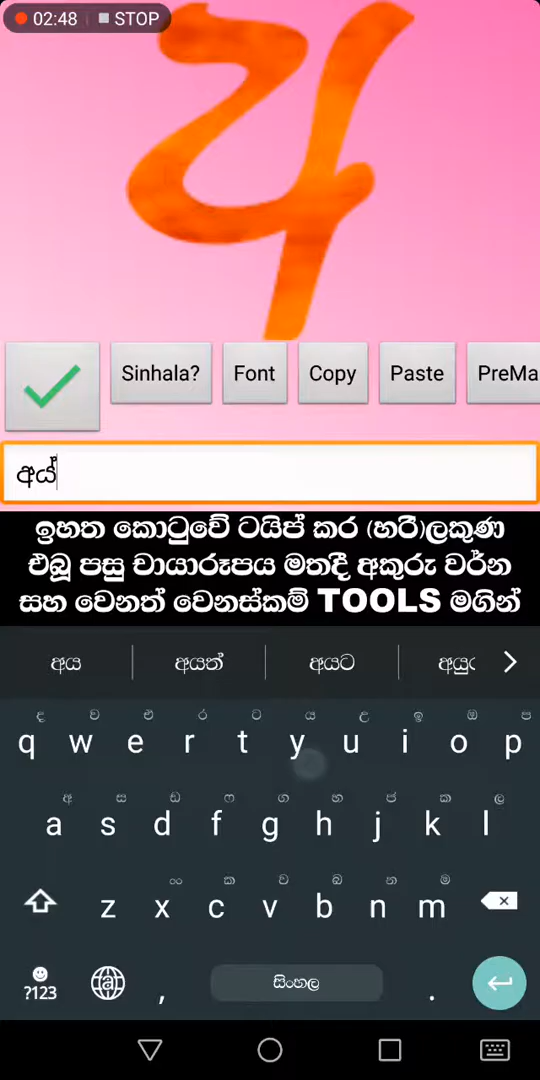 02:48 STOP
අ
Sinhala? Font Copy Paste PreMa
අය්
ඉහත කොටුවේ ටයිප් කර (හරි)ලකුණ
එබූ පසු චායාරූපය මතදී අකුරු වර්න
සහ වෙනත් වෙනස්කම් TOOLS මගින්
අය අයත් අයට අයු
ද ව එ ර ට ය උ ඉ ඔ ප
q w e r t y u i o p
අ ස ඩ ෆ ග හ ජ ක ල
a s d f g h j k l
ක ව බ න ම
z x c v b n m
?123 , සිංහල .